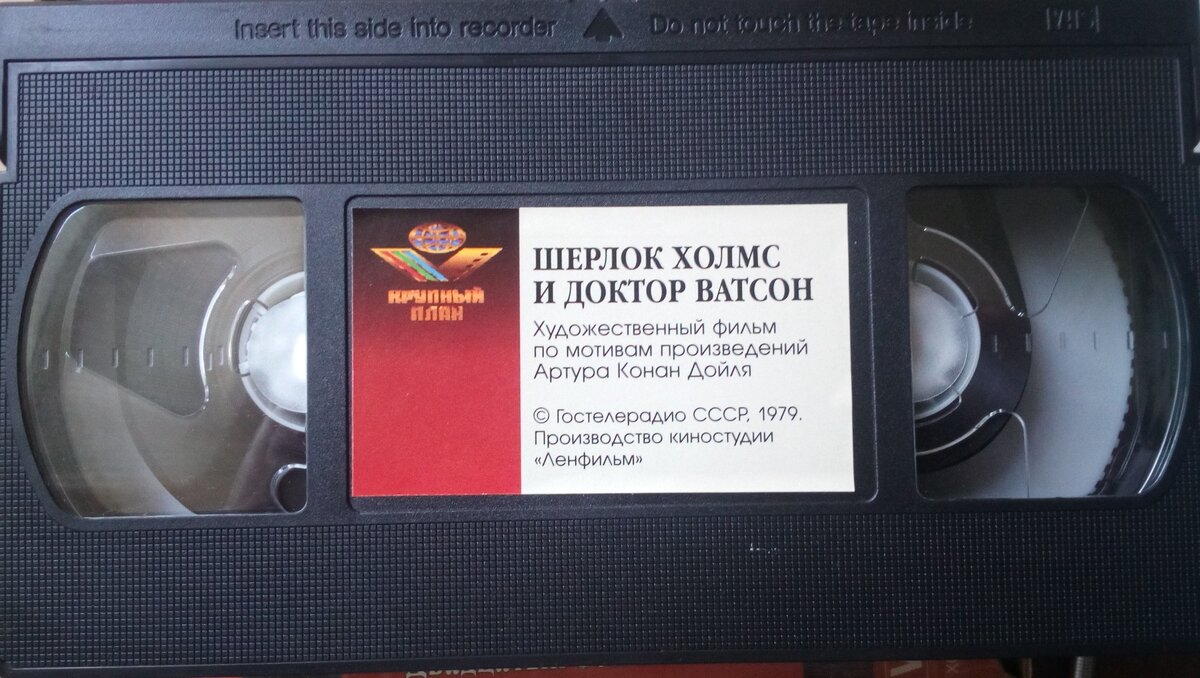 Insert this side into recorder
Do not touch the tape inside
VHS
КРУПНЫЙ
ПЛАН
ШЕРЛОК ХОЛМС
И ДОКТОР ВАТСОН
Художественный фильм
по мотивам произведений
Артура Конан Дойля
© Гостелерадио СССР, 1979.
Производство киностудии
«Ленфильм»